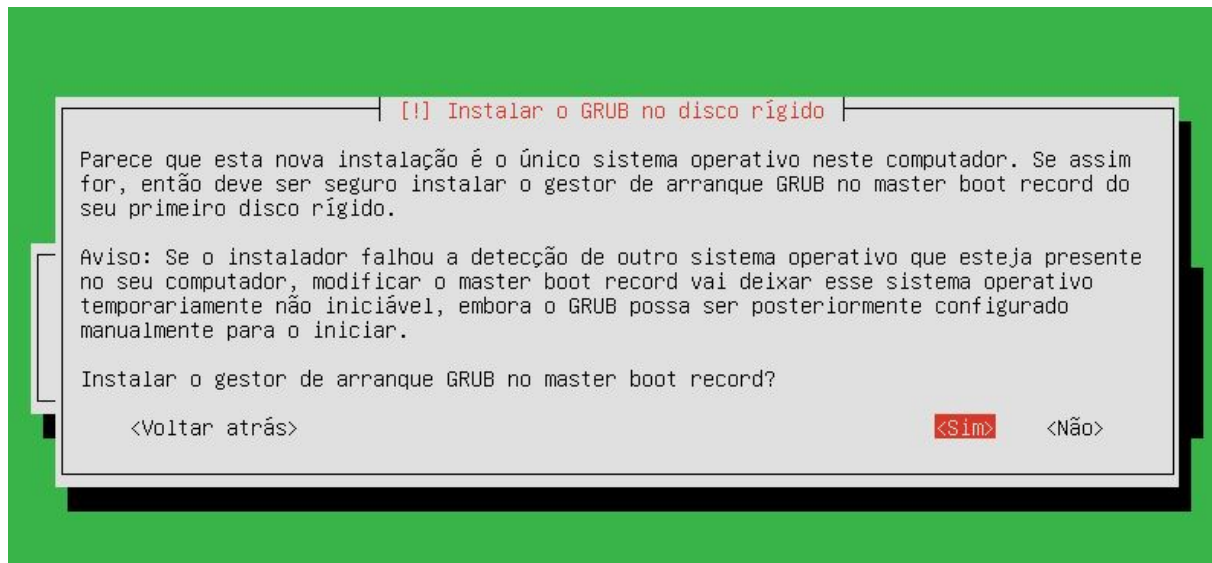 [!] Instalar o GRUB no disco rígido
Parece que esta nova instalação é o único sistema operativo neste computador. Se assim
for, então deve ser seguro instalar o gestor de arranque GRUB no master boot record do
seu primeiro disco rígido.
Aviso: Se o instalador falhou a detecção de outro sistema operativo que esteja presente
no seu computador, modificar o master boot record vai deixar esse sistema operativo
temporariamente não iniciável, embora o GRUB possa ser posteriormente configurado
manualmente para o iniciar.
Instalar o gestor de arranque GRUB no master boot record?
<Voltar atrás> <Sim> <Não>